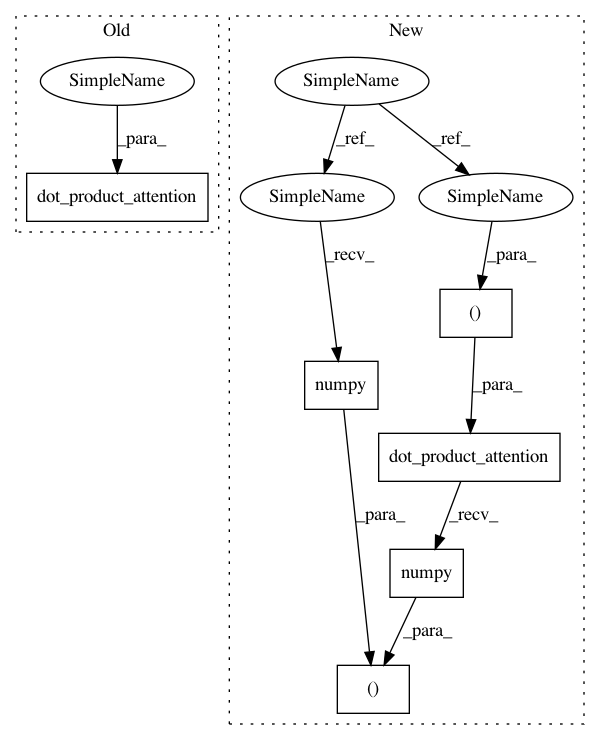 Old
New
SimpleName
SimpleName
_para_
_ref_
_ref_
dot_product_attention
SimpleName
SimpleName
_recv_
_para_
()
numpy
_para_
dot_product_attention
_para_
_recv_
numpy
_para_
()